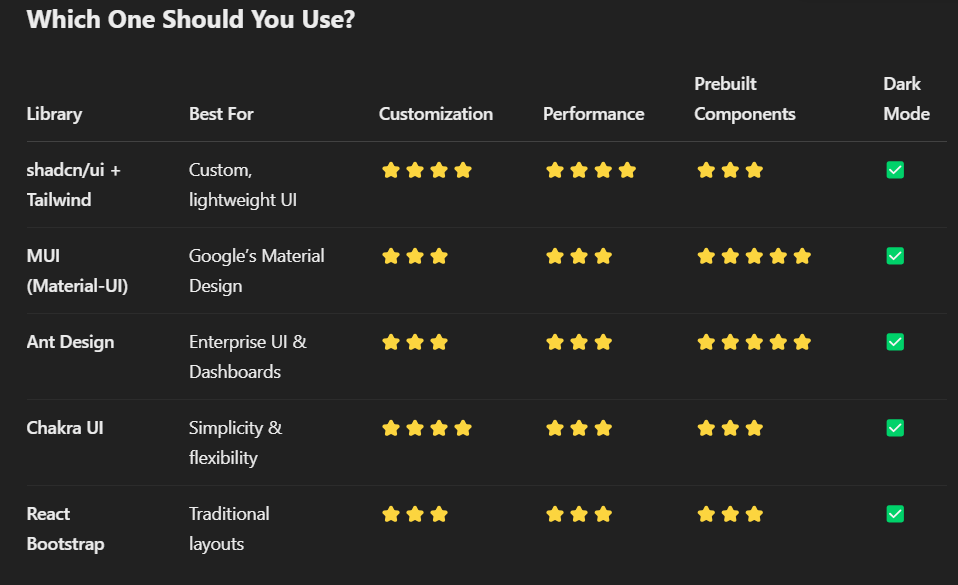 Which One Should You Use?
Library Best For Customization Performance Prebuilt Components Dark Mode
shadcn/ui + Tailwind Custom, lightweight UI ⭐⭐⭐⭐ ⭐⭐⭐⭐ ⭐⭐⭐ ✅
MUI (Material-UI) Google’s Material Design ⭐⭐⭐ ⭐⭐⭐ ⭐⭐⭐⭐⭐ ✅
Ant Design Enterprise UI & Dashboards ⭐⭐⭐ ⭐⭐⭐ ⭐⭐⭐⭐⭐ ✅
Chakra UI Simplicity & flexibility ⭐⭐⭐⭐ ⭐⭐⭐ ⭐⭐⭐ ✅
React Bootstrap Traditional layouts ⭐⭐⭐ ⭐⭐⭐ ⭐⭐⭐ ✅